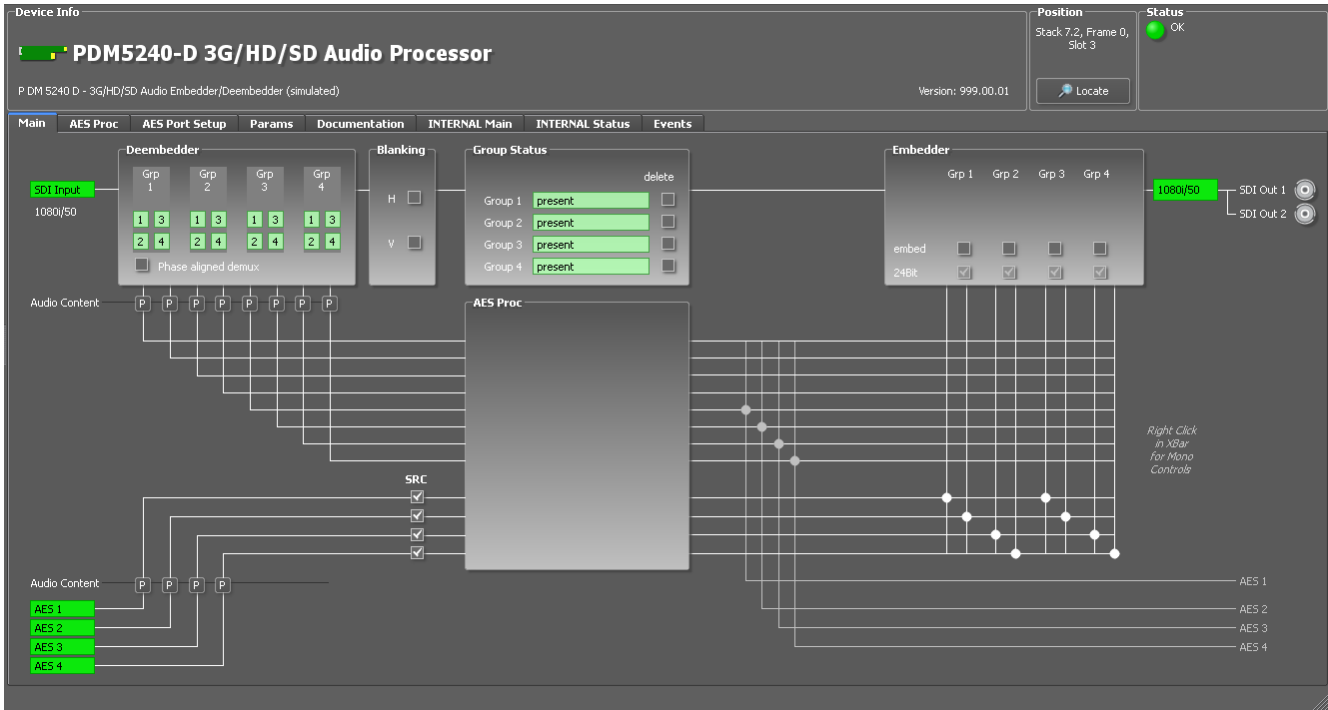 Device Info
Position
Status
PDM5240-D 3G/HD/SD Audio Processor
Stack 7.2, Frame 0,
Slot 3
OK
P DM 5240 D - 3G/HD/SD Audio Embedder/Deembedder (simulated)
Version: 999.00.01
Locate
Main AES Proc AES Port Setup Params Documentation INTERNAL Main INTERNAL Status Events
Deembedder
Blanking
Group Status
Embedder
Grp 1 Grp 2 Grp 3 Grp 4
delete
Grp 1 Grp 2 Grp 3 Grp 4
SDI Input
1080i/50
SDI Out 1
1080i/50
H
Group 1 present
SDI Out 2
1 3 1 3 1 3 1 3
Group 2 present
2 4 2 4 2 4 2 4
V
Group 3 present
embed
Phase aligned demux
Group 4 present
24Bit
Audio Content P P P P P P P P
AES Proc
Right Click
in XBar
for Mono
Controls
SRC
Audio Content P P P P
AES 1
AES 1
AES 2
AES 2
AES 3
AES 3
AES 4
AES 4